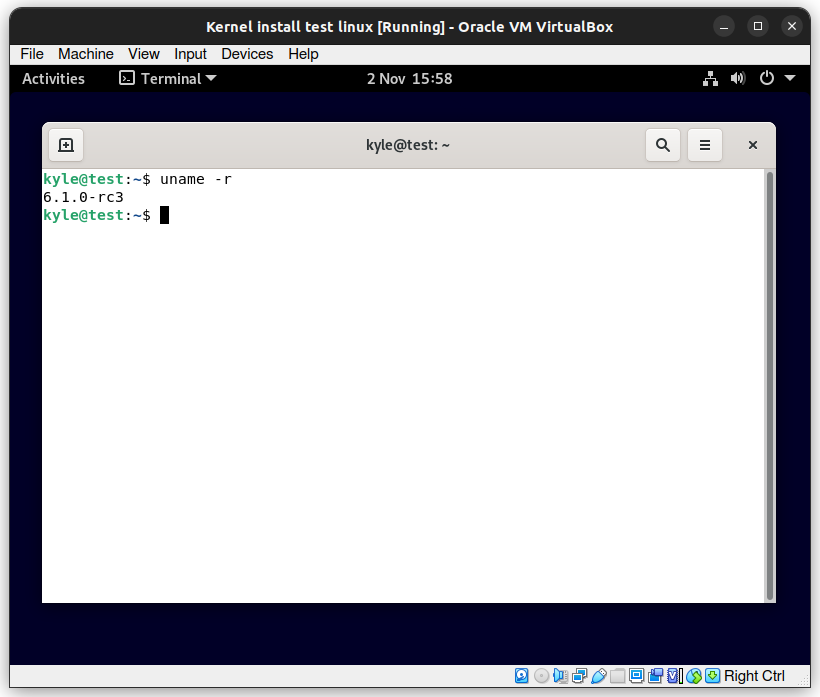 Kernel install test linux [Running] - Oracle VM VirtualBox
File Machine View Input Devices Help
Activities Terminal 2 Nov 15:58
kyle@test: ~
kyle@test:~$ uname -r
6.1.0-rc3
kyle@test:~$
Right Ctrl